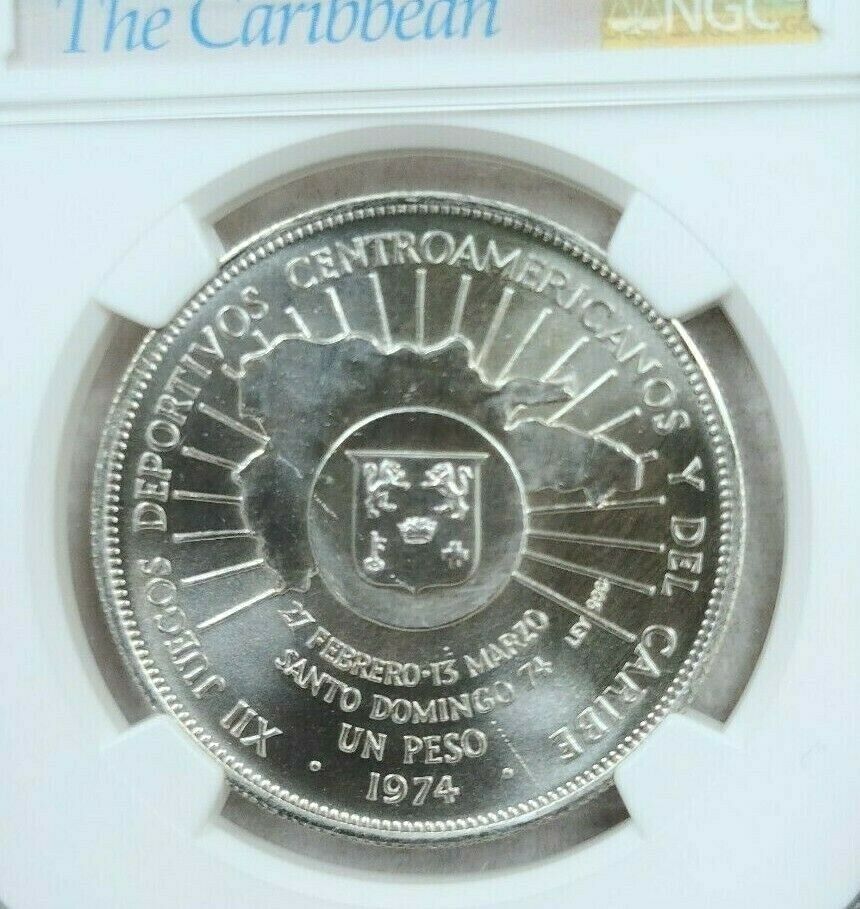 The Caribbean
NGC
XII JUEGOS DEPORTIVOS CENTROAMERICANOS Y DEL CARIBE
27 FEBRERO-13 MARZO
SANTO DOMINGO 74
UN PESO
· 1974 ·